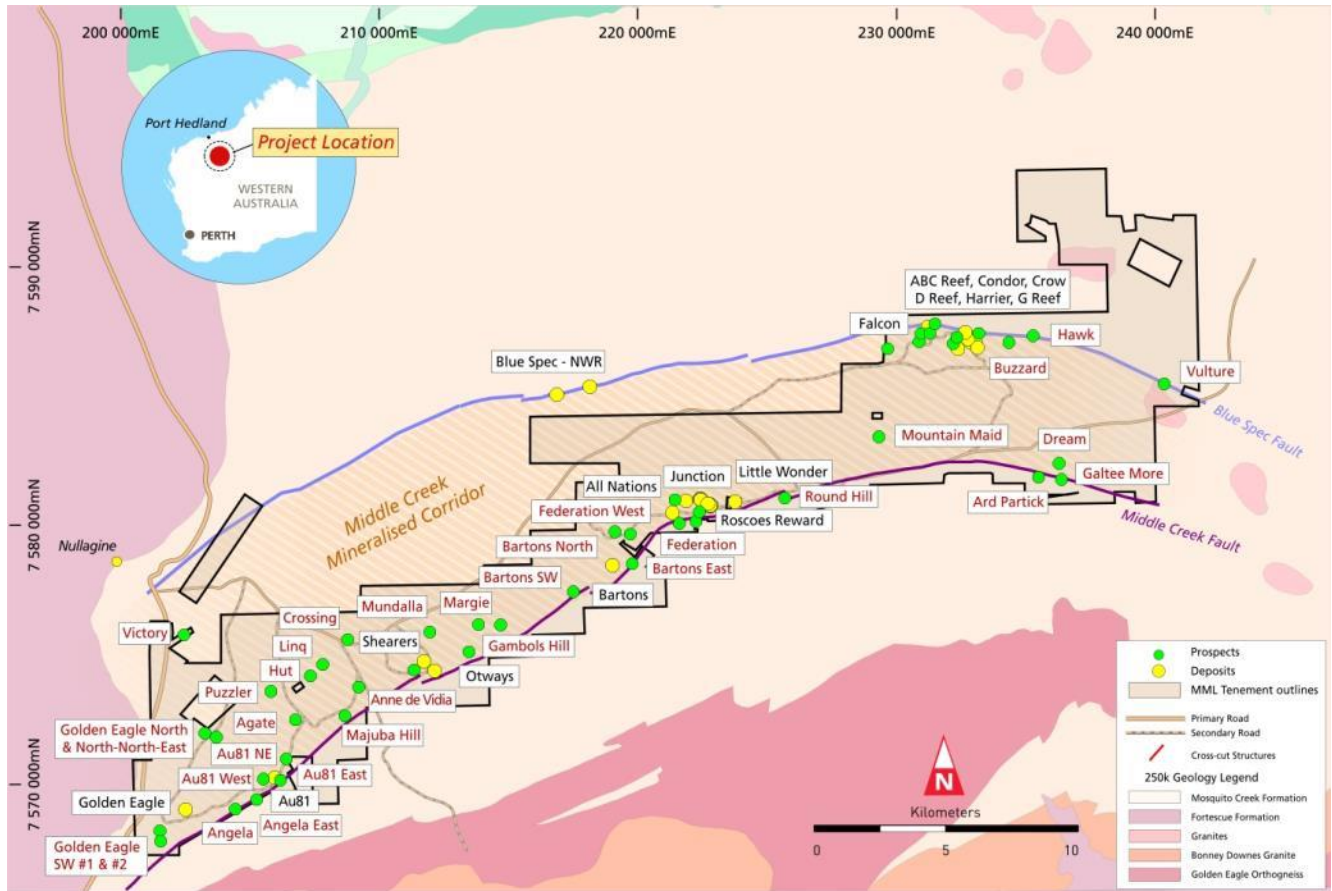 200 000mE
210 000mE
220 000mE
230 000mE
240 000mE
Port Hedland
Project Location
WESTERN
AUSTRALIA
PERTH
7 590 000mN
7 580 000mN
7 570 000mN
ABC Reef, Condor, Crow
D Reef, Harrier, G Reef
Falcon
Hawk
Buzzard
Vulture
Blue Spec - NWR
Blue Spec Fault
Mountain Maid
Dream
Galtee More
Ard Partick
Middle Creek Fault
Middle Creek
Mineralised Corridor
Junction
Little Wonder
All Nations
Round Hill
Federation West
Roscoes Reward
Bartons North
Federation
Bartons East
Bartons SW
Bartons
Nullagine
Victory
Crossing
Mundalla
Margie
Linq
Shearers
Gambols Hill
Hut
Otways
Puzzler
Anne de Vidia
Golden Eagle North
& North-North-East
Agate
Majuba Hill
Au81 NE
Au81 West
Au81 East
Golden Eagle
Au81
Angela
Angela East
Golden Eagle
SW #1 & #2
N
Kilometers
0
5
10
Prospects
Deposits
MML Tenement outlines
Primary Road
Secondary Road
Cross-cut Structures
250k Geology Legend
Mosquito Creek Formation
Fortescue Formation
Granites
Bonney Downes Granite
Golden Eagle Orthogneiss